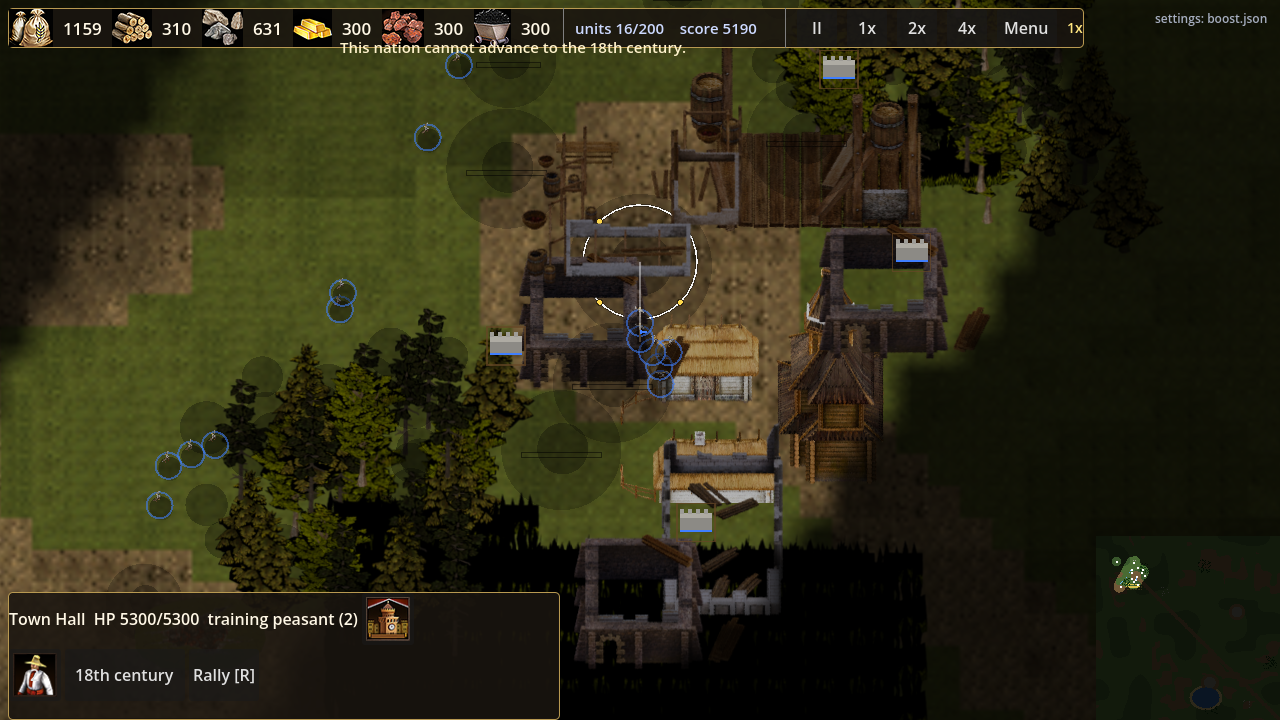 1159 310 631 300 300 300 units 16/200 score 5190 II 1x 2x 4x Menu 1x
settings: boost.json
This nation cannot advance to the 18th century.
Town Hall HP 5300/5300 training peasant (2)
18th century Rally [R]